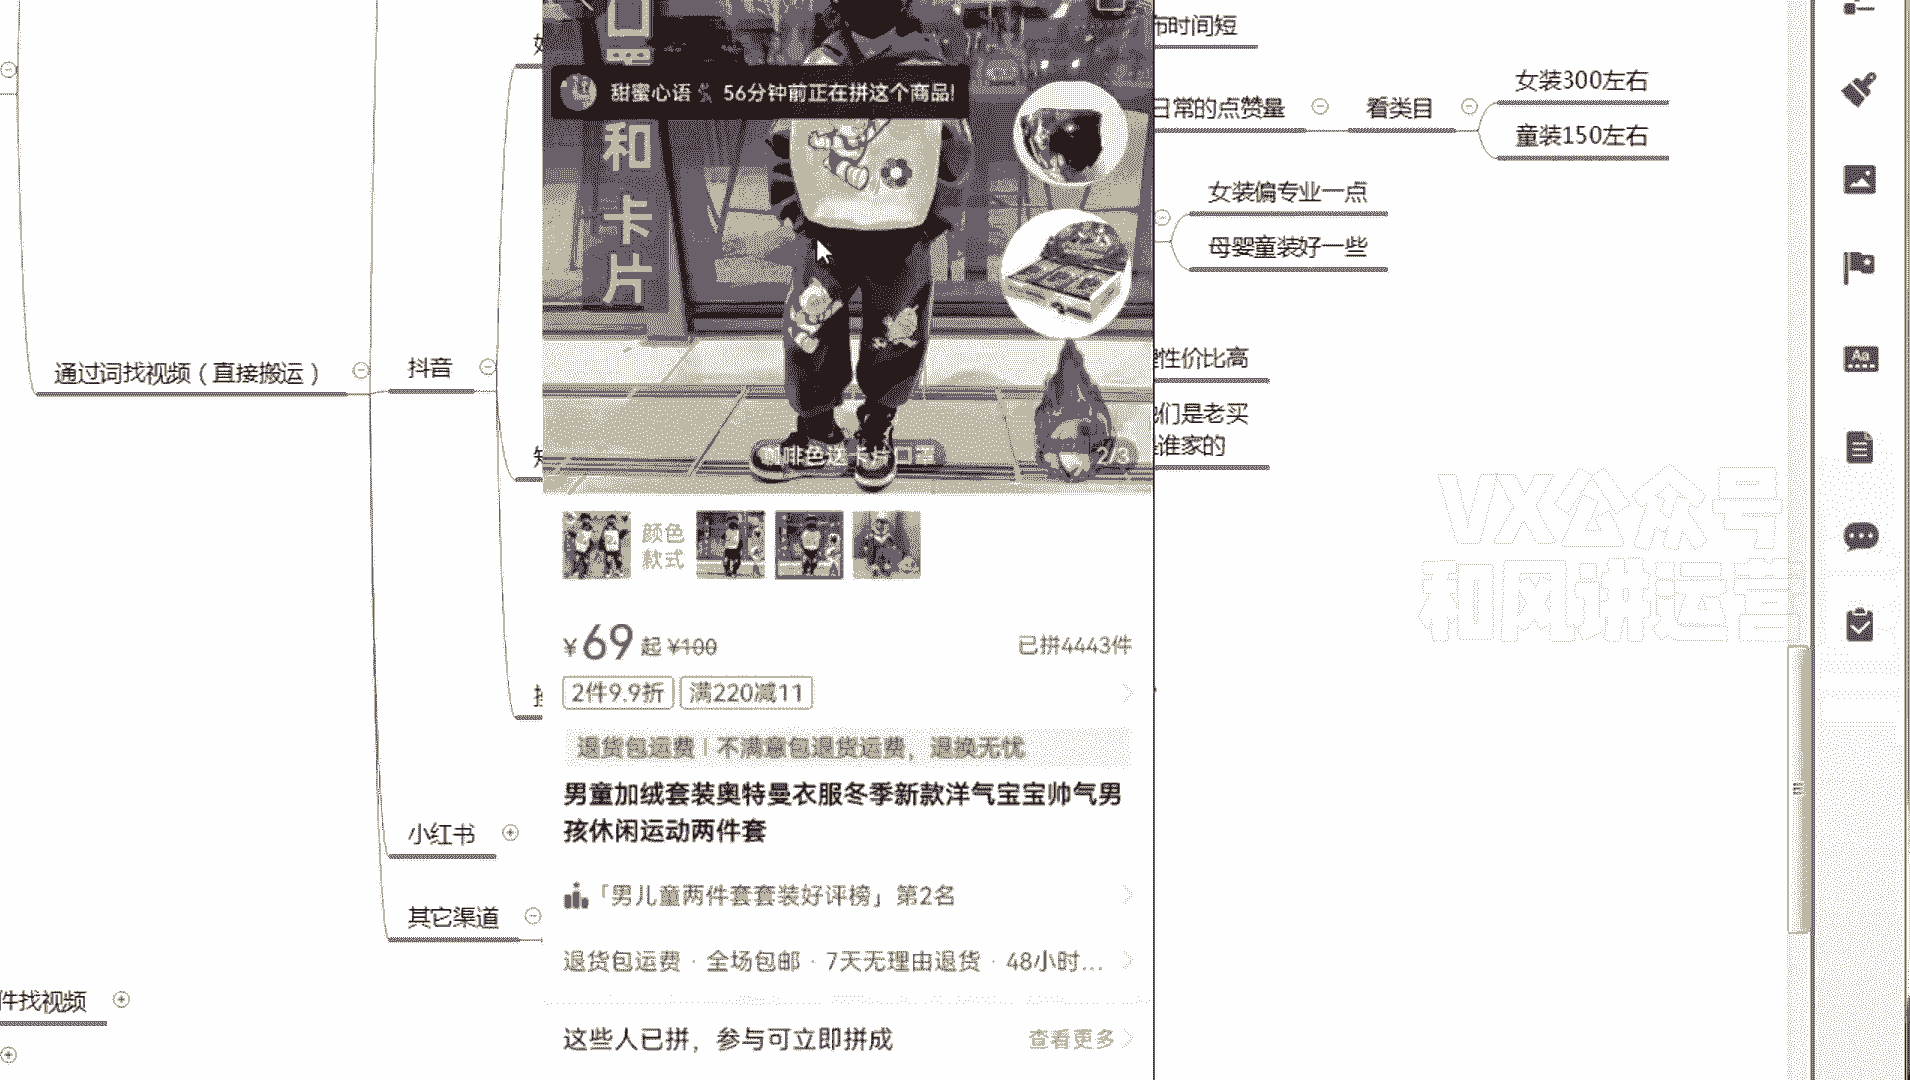 通过词找视频（直接搬运）
件找视频
抖音
小红书
其它渠道
和
卡
片
甜蜜心语
56分钟前正在拼这个商品!
咖啡色送卡片口罩
2/3
颜色
款式
¥69起 ¥100
已拼4443件
2件9.9折
满220减11
退货包运费 | 不满意包退货运费，退换无忧
男童加绒套装奥特曼衣服冬季新款洋气宝宝帅气男
孩休闲运动两件套
「男儿童两件套套装好评榜」第2名
退货包运费 · 全场包邮 · 7天无理由退货 · 48小时...
这些人已拼，参与可立即拼成
查看更多
布时间短
日常的点赞量
看类目
女装300左右
童装150左右
女装偏专业一点
母婴童装好一些
性价比高
们是老买
谁家的
VX公众号
和风讲运营
Aa